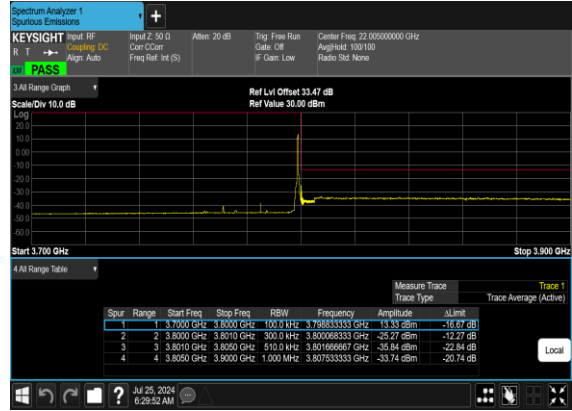 Spectrum Analyzer 1
Spurious Emissions
KEYSIGHT Input: RF Input Z: 50 Ω Atten: 20 dB Trig: Free Run Center Freq: 22.005000000 GHz
R T Coupling: DC Corr CCorr Gate: Off Avg|Hold: 100/100
Align: Auto Freq Ref: Int (S) IF Gain: Low Radio Std: None
PASS
3 All Range Graph
Ref Lvl Offset 33.47 dB
Scale/Div 10.0 dB Ref Value 30.00 dBm
Log
20.0
10.0
0.00
-10.0
-20.0
-30.0
-40.0
-50.0
-60.0
Start 3.700 GHz Stop 3.900 GHz
4 All Range Table
Measure Trace Trace 1
Trace Type Trace Average (Active)
Spur Range Start Freq Stop Freq RBW Frequency Amplitude ΔLimit
1 1 3.7000 GHz 3.8000 GHz 100.0 kHz 3.798833333 GHz 13.33 dBm -16.67 dB
2 2 3.8000 GHz 3.8010 GHz 300.0 kHz 3.800068333 GHz -25.27 dBm -12.27 dB
3 3 3.8010 GHz 3.8050 GHz 510.0 kHz 3.801666667 GHz -35.84 dBm -22.84 dB
4 4 3.8050 GHz 3.9000 GHz 1.000 MHz 3.807533333 GHz -33.74 dBm -20.74 dB
Local
Jul 25, 2024
6:29:52 AM